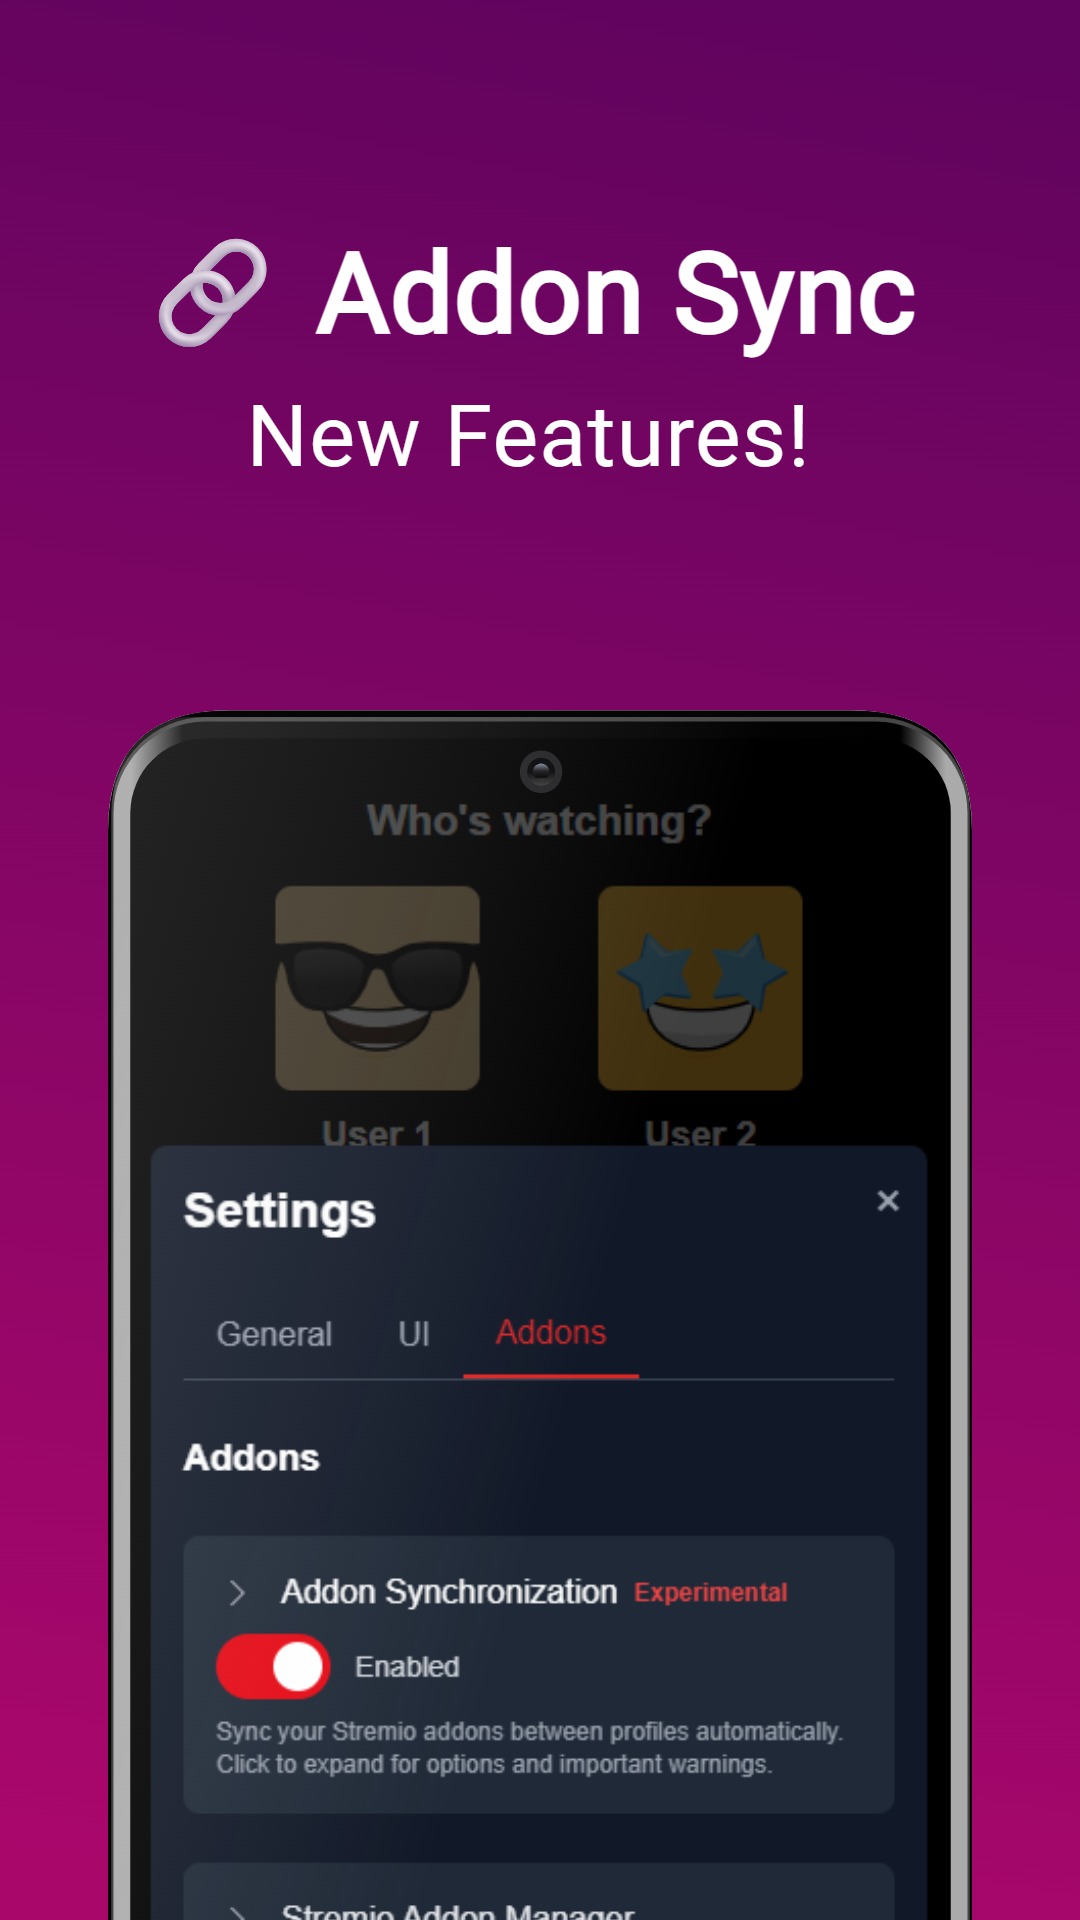 Addon Sync
New Features!
Who's watching?
User 1 User 2
Settings
General UI Addons
Addons
Addon Synchronization Experimental
Enabled
Sync your Stremio addons between profiles automatically.
Click to expand for options and important warnings.
Stremio Addon Manager